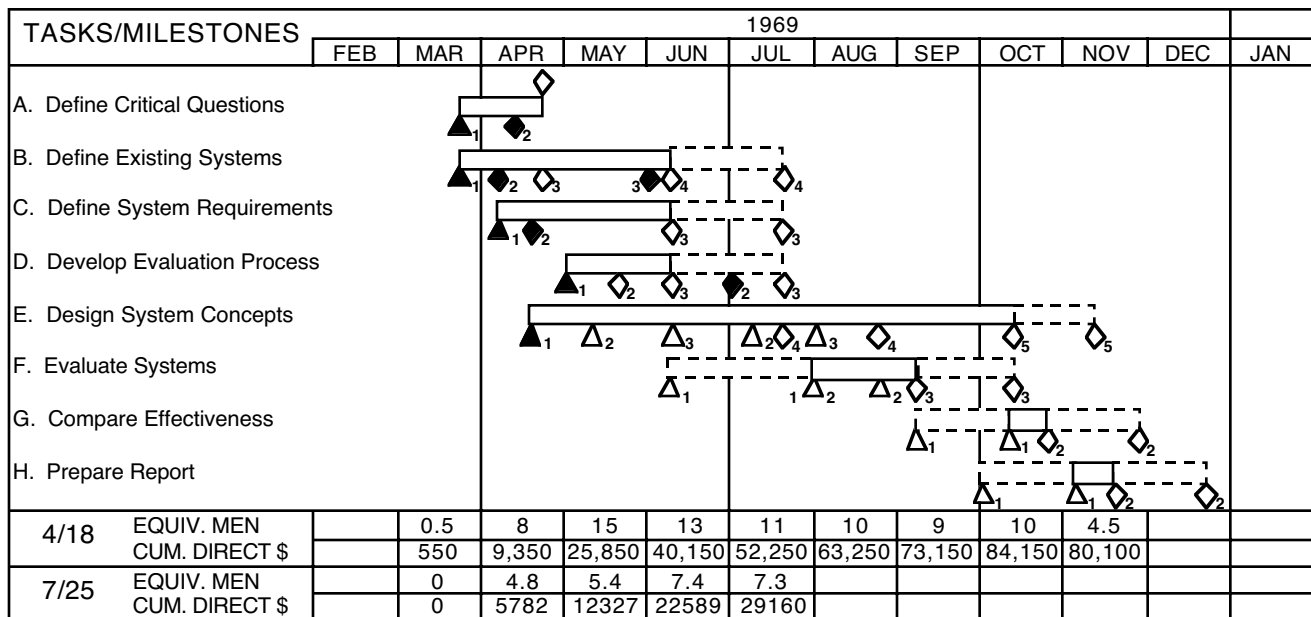 TASKS/MILESTONES
1969
FEB MAR APR MAY JUN JUL AUG SEP OCT NOV DEC JAN
A. Define Critical Questions
1 2
B. Define Existing Systems
1 2 3 3 4 4
C. Define System Requirements
1 2 3 3
D. Develop Evaluation Process
1 2 3 2 3
E. Design System Concepts
1 2 3 2 4 3 4 5 5
F. Evaluate Systems
1 1 2 2 3 3
G. Compare Effectiveness
1 1 2 2
H. Prepare Report
1 1 2 2
4/18 EQUIV. MEN 0.5 8 15 13 11 10 9 10 4.5
CUM. DIRECT $ 550 9,350 25,850 40,150 52,250 63,250 73,150 84,150 80,100
7/25 EQUIV. MEN 0 4.8 5.4 7.4 7.3
CUM. DIRECT $ 0 5782 12327 22589 29160